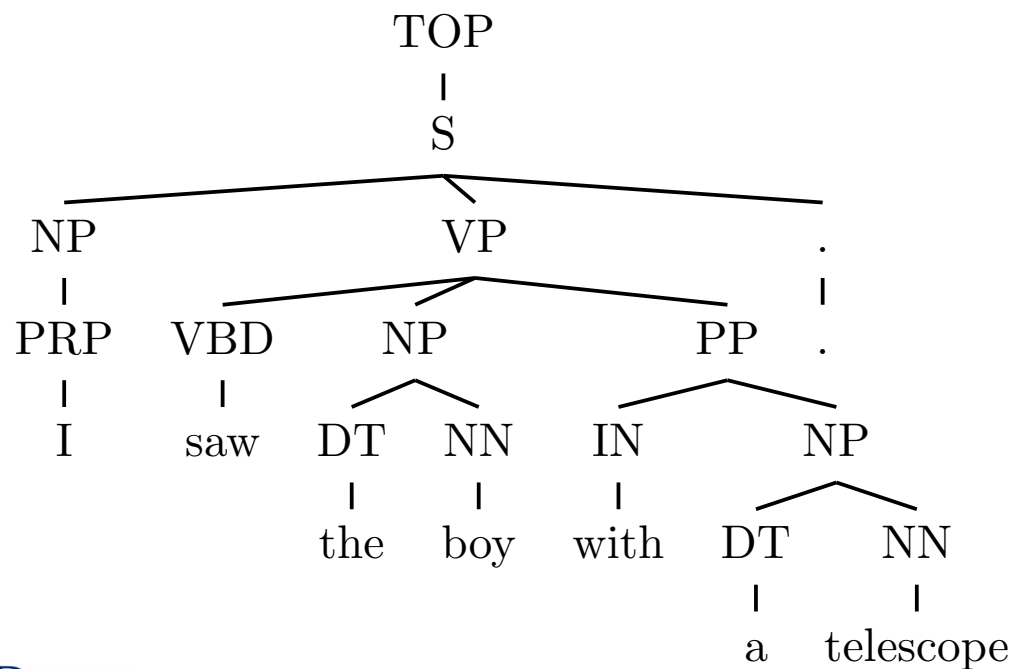 TOP
S
NP VP .
PRP VBD NP PP .
I saw DT NN IN NP
the boy with DT NN
a telescope